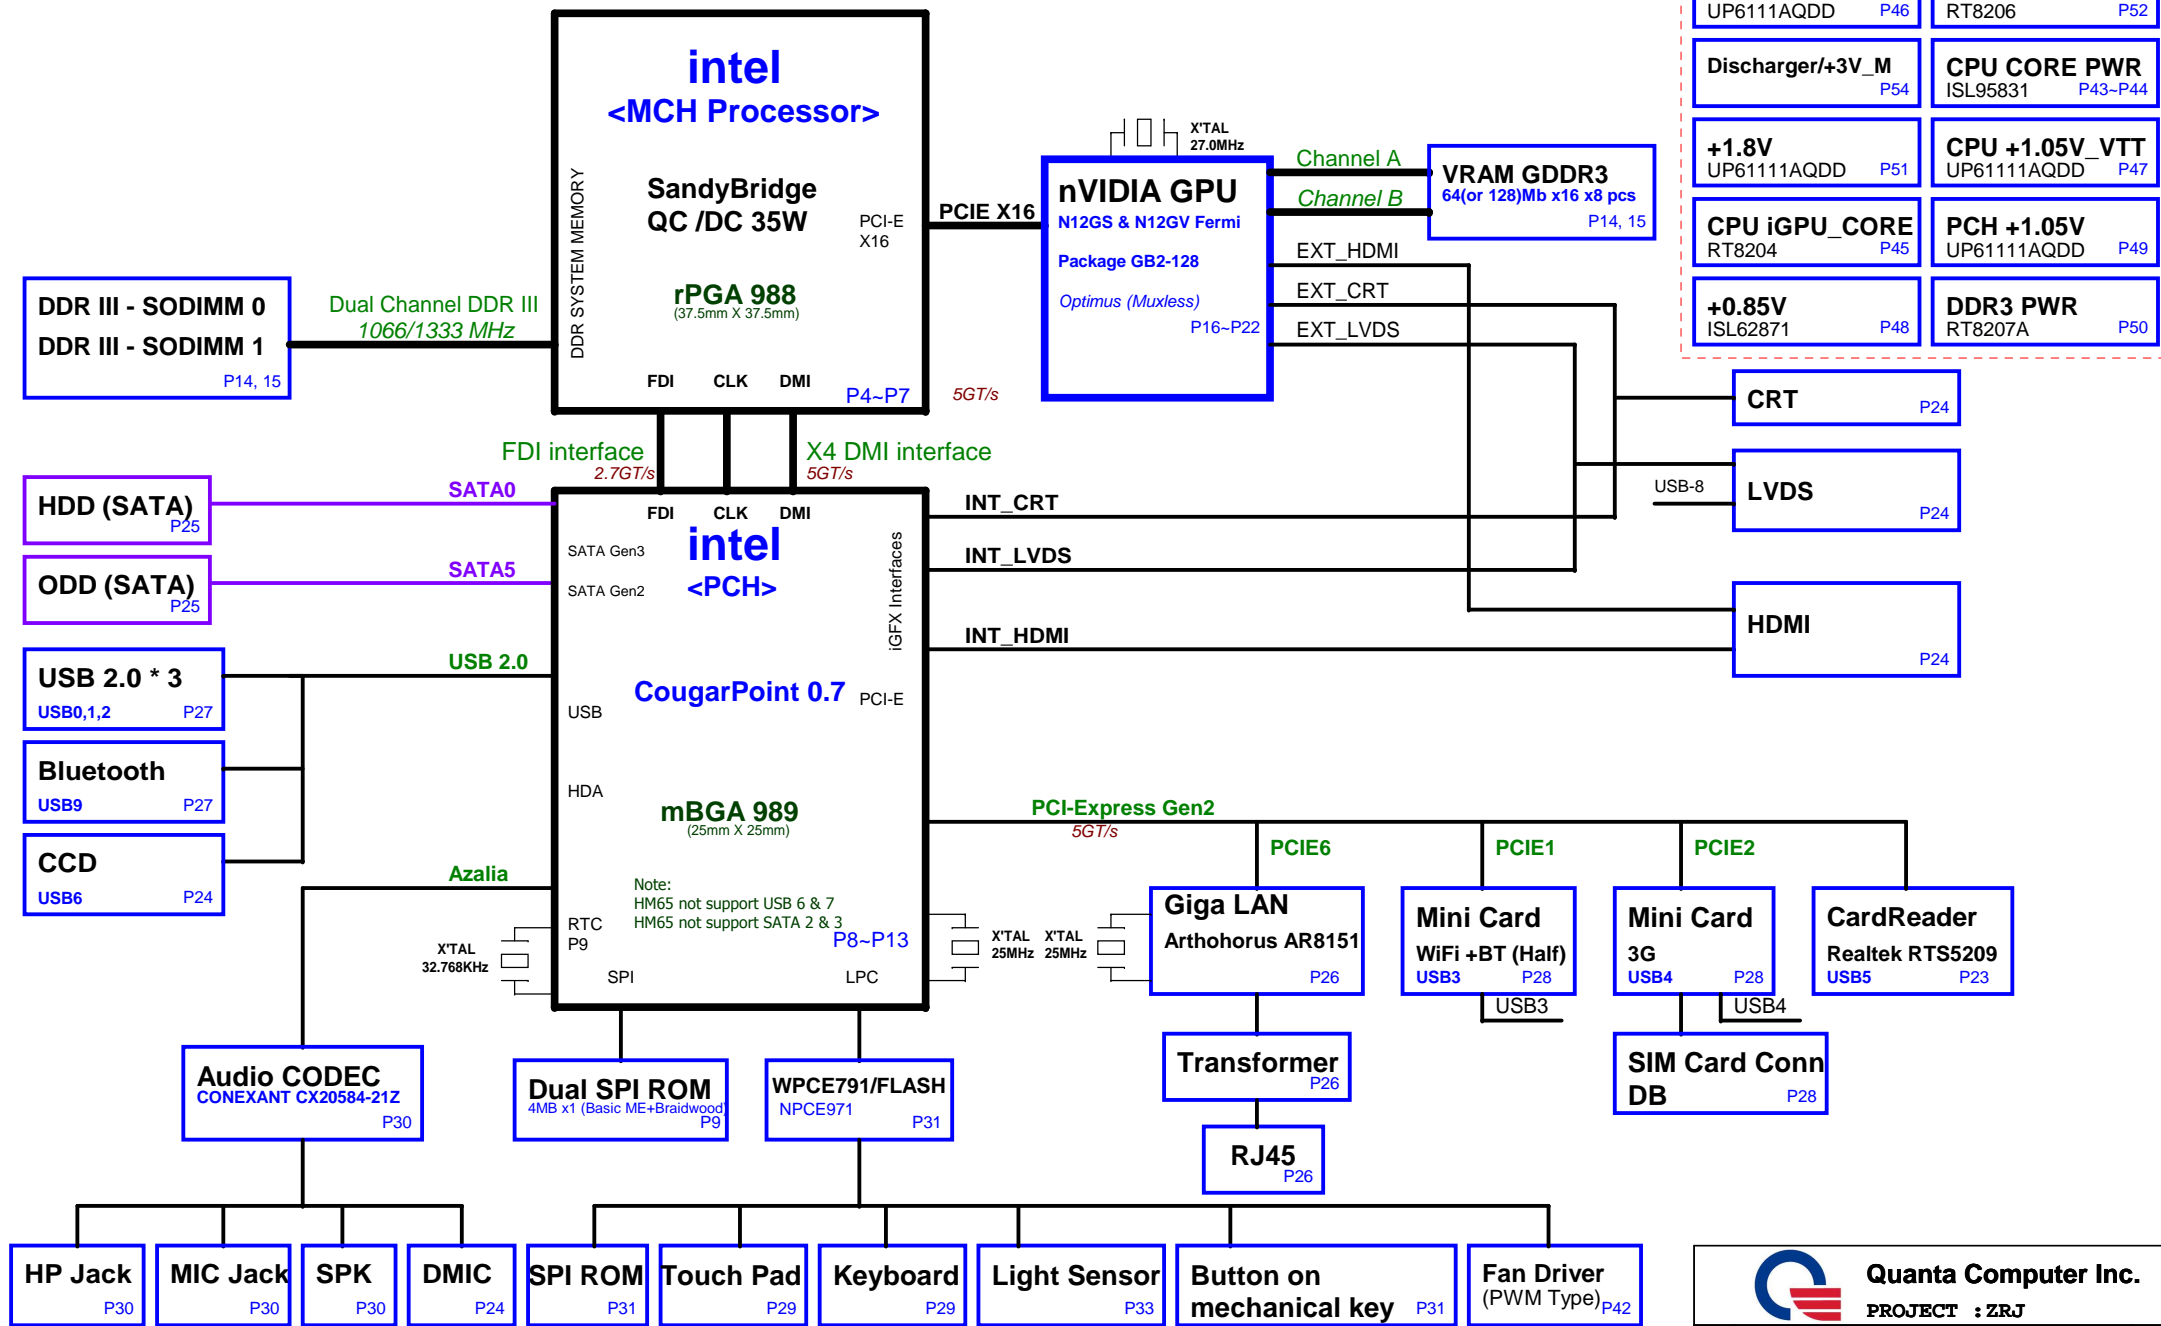 UP6111AQDD P46
RT8206 P52
Discharger/+3V_M
P54
CPU CORE PWR
ISL95831 P43~P44
+1.8V
UP61111AQDD P51
CPU +1.05V_VTT
UP61111AQDD P47
CPU iGPU_CORE
RT8204 P45
PCH +1.05V
UP61111AQDD P49
+0.85V
ISL62871 P48
DDR3 PWR
RT8207A P50
intel
<MCH Processor>
SandyBridge
QC /DC 35W
rPGA 988
(37.5mm X 37.5mm)
DDR SYSTEM MEMORY
PCI-E
X16
FDI CLK DMI
P4~P7
5GT/s
PCIE X16
X'TAL
27.0MHz
nVIDIA GPU
N12GS & N12GV Fermi
Package GB2-128
Optimus (Muxless)
P16~P22
Channel A
Channel B
VRAM GDDR3
64(or 128)Mb x16 x8 pcs
P14, 15
EXT_HDMI
EXT_CRT
EXT_LVDS
DDR III - SODIMM 0
DDR III - SODIMM 1
P14, 15
Dual Channel DDR III
1066/1333 MHz
FDI interface
2.7GT/s
X4 DMI interface
5GT/s
CRT
P24
USB-8
LVDS
P24
HDMI
P24
HDD (SATA)
P25
SATA0
ODD (SATA)
P25
SATA5
USB 2.0 * 3
USB0,1,2 P27
USB 2.0
Bluetooth
USB9 P27
CCD
USB6 P24
Azalia
FDI CLK DMI
intel
<PCH>
SATA Gen3
SATA Gen2
iGFX Interfaces
CougarPoint 0.7
PCI-E
USB
HDA
mBGA 989
(25mm X 25mm)
Note:
HM65 not support USB 6 & 7
HM65 not support SATA 2 & 3
P8~P13
RTC
P9
SPI
LPC
X'TAL
32.768KHz
INT_CRT
INT_LVDS
INT_HDMI
PCI-Express Gen2
5GT/s
PCIE6
PCIE1
PCIE2
X'TAL
25MHz
X'TAL
25MHz
Giga LAN
Arthohorus AR8151
P26
Mini Card
WiFi +BT (Half)
USB3 P28
USB3
Mini Card
3G
USB4 P28
USB4
CardReader
Realtek RTS5209
USB5 P23
Transformer
P26
RJ45
P26
SIM Card Conn
DB
P28
Audio CODEC
CONEXANT CX20584-21Z
P30
Dual SPI ROM
4MB x1 (Basic ME+Braidwood)
P9
WPCE791/FLASH
NPCE971
P31
HP Jack
P30
MIC Jack
P30
SPK
P30
DMIC
P24
SPI ROM
P31
Touch Pad
P29
Keyboard
P29
Light Sensor
P33
Button on
mechanical key P31
Fan Driver
(PWM Type)
P42
Quanta Computer Inc.
PROJECT : ZRJ